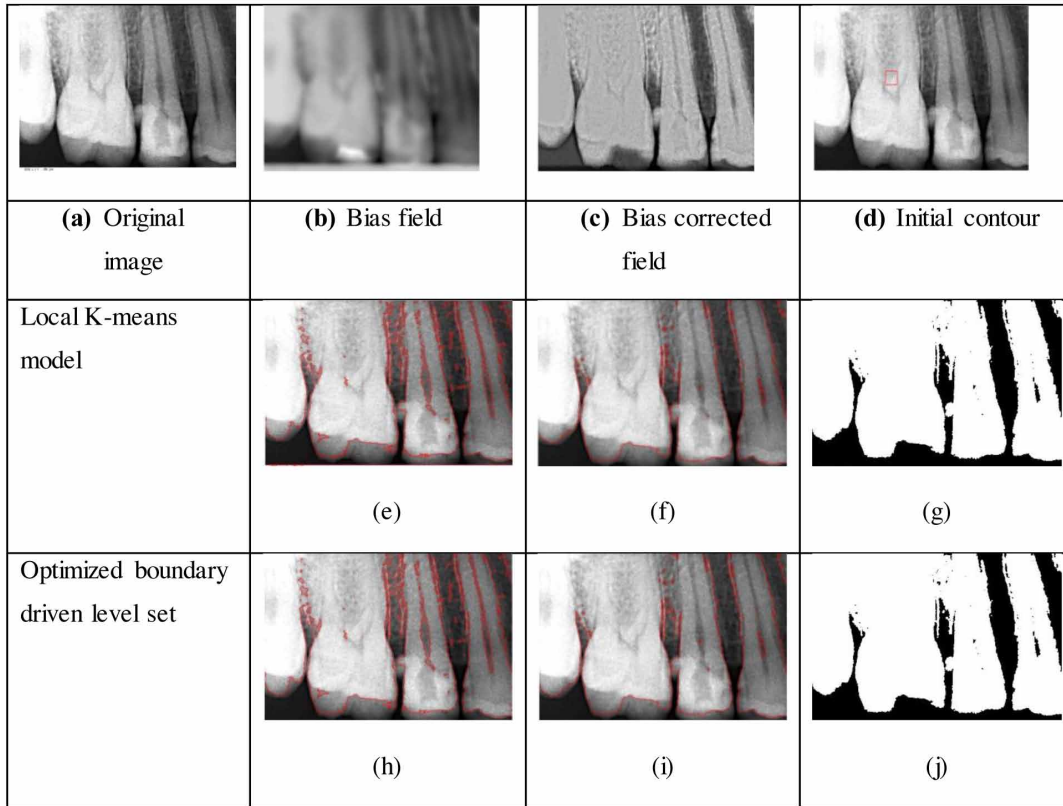 (a) Original image
(b) Bias field
(c) Bias corrected field
(d) Initial contour
Local K-means
model
(e)
(f)
(g)
Optimized boundary
driven level set
(h)
(i)
(j)